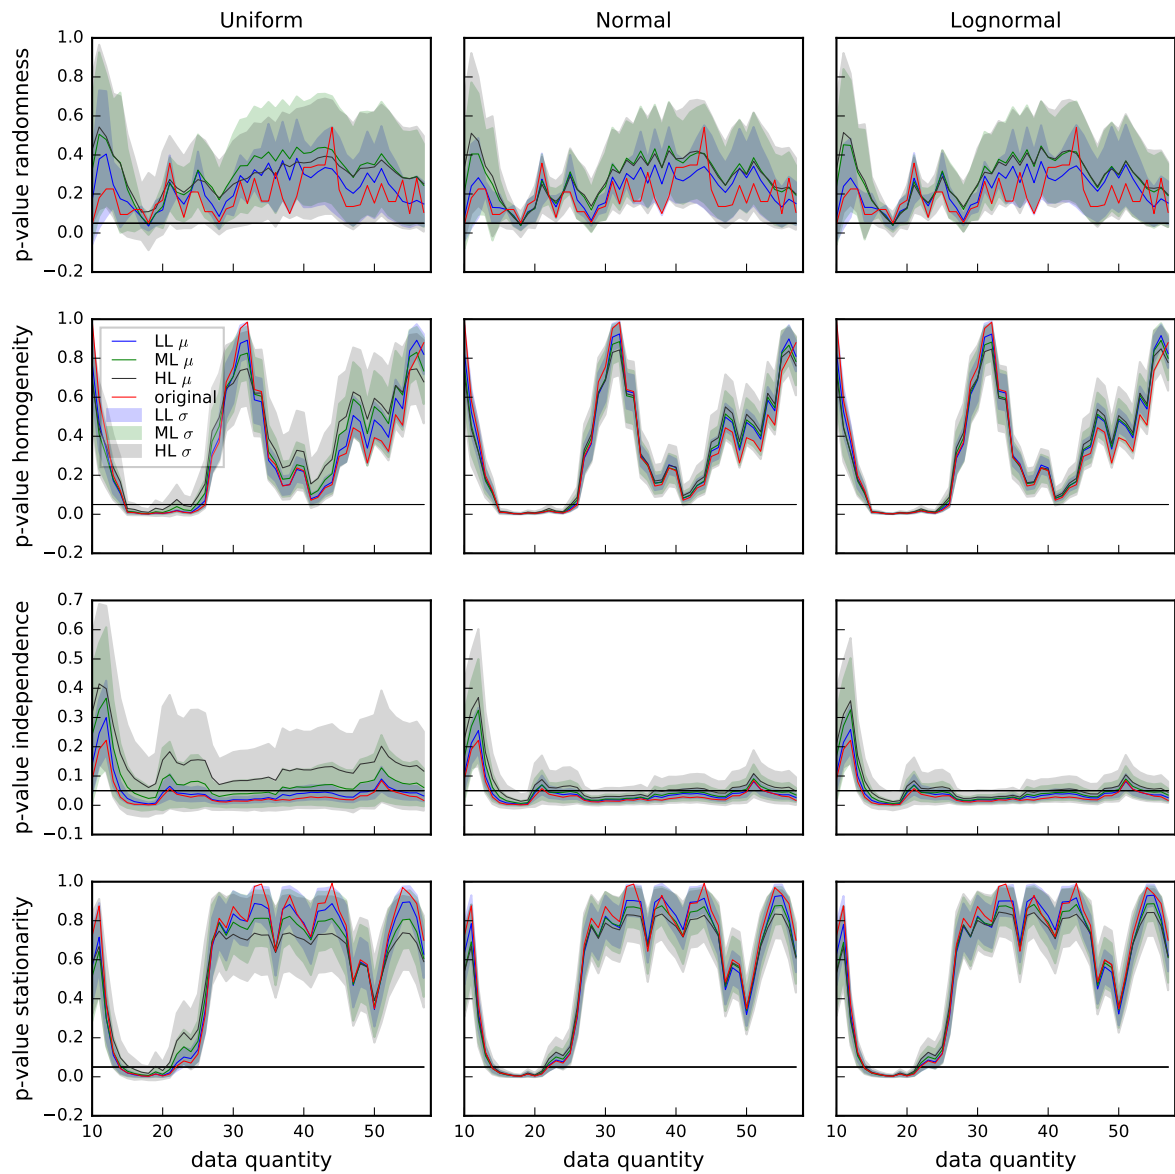 Uniform
Normal
Lognormal
p-value randomness
1.0
0.8
0.6
0.4
0.2
0.0
−0.2
p-value homogeneity
1.0
0.8
0.6
0.4
0.2
0.0
−0.2
LL μ
ML μ
HL μ
original
LL σ
ML σ
HL σ
p-value independence
0.7
0.6
0.5
0.4
0.3
0.2
0.1
0.0
−0.1
p-value stationarity
1.0
0.8
0.6
0.4
0.2
0.0
−0.2
10 20 30 40 50
10 20 30 40 50
10 20 30 40 50
data quantity
data quantity
data quantity